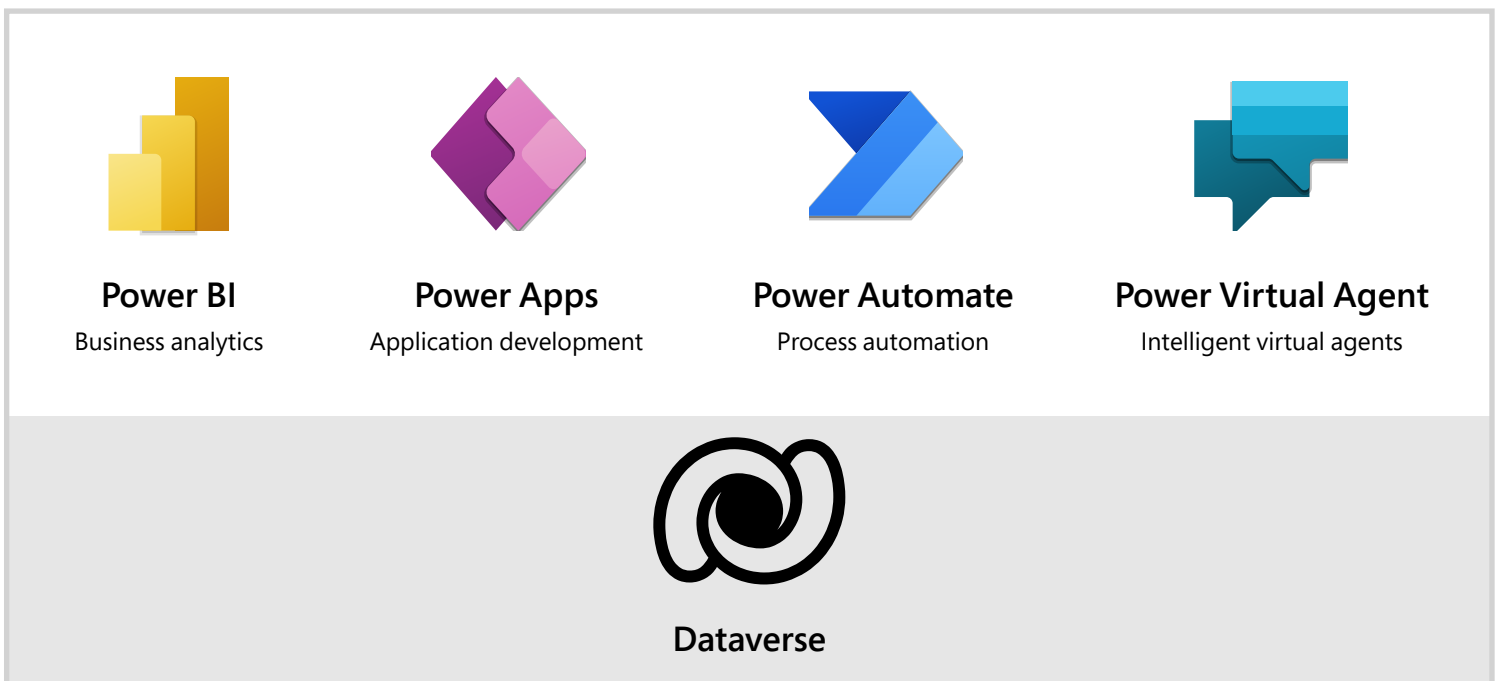 Power BI
Business analytics
Power Apps
Application development
Power Automate
Process automation
Power Virtual Agent
Intelligent virtual agents
Dataverse